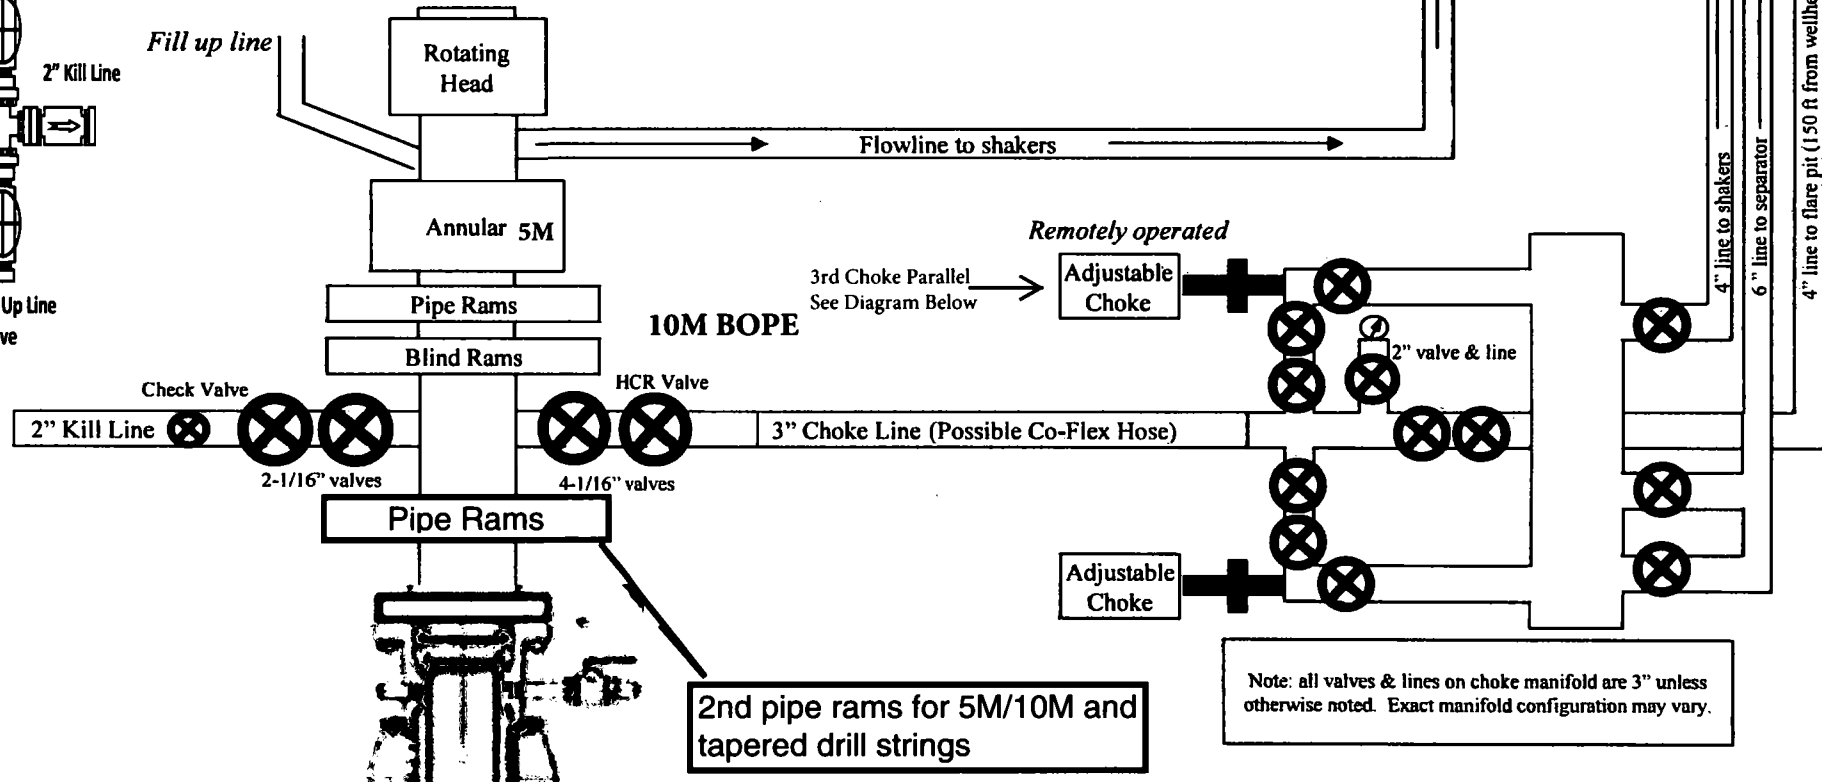 Fill up line
2" Kill Line
Rotating
Head
Flowline to shakers
Annular 5M
Up Line
ve
Pipe Rams
Blind Rams
10M BOPE
Remotely operated
3rd Choke Parallel
See Diagram Below
Adjustable
Choke
2" valve & line
4" line to shakers
6" line to separator
4" line to flare pit (150 ft from wellhe
Check Valve
HCR Valve
2" Kill Line
3" Choke Line (Possible Co-Flex Hose)
2-1/16" valves
4-1/16" valves
Pipe Rams
Adjustable
Choke
2nd pipe rams for 5M/10M and
tapered drill strings
Note: all valves & lines on choke manifold are 3" unless
otherwise noted. Exact manifold configuration may vary.